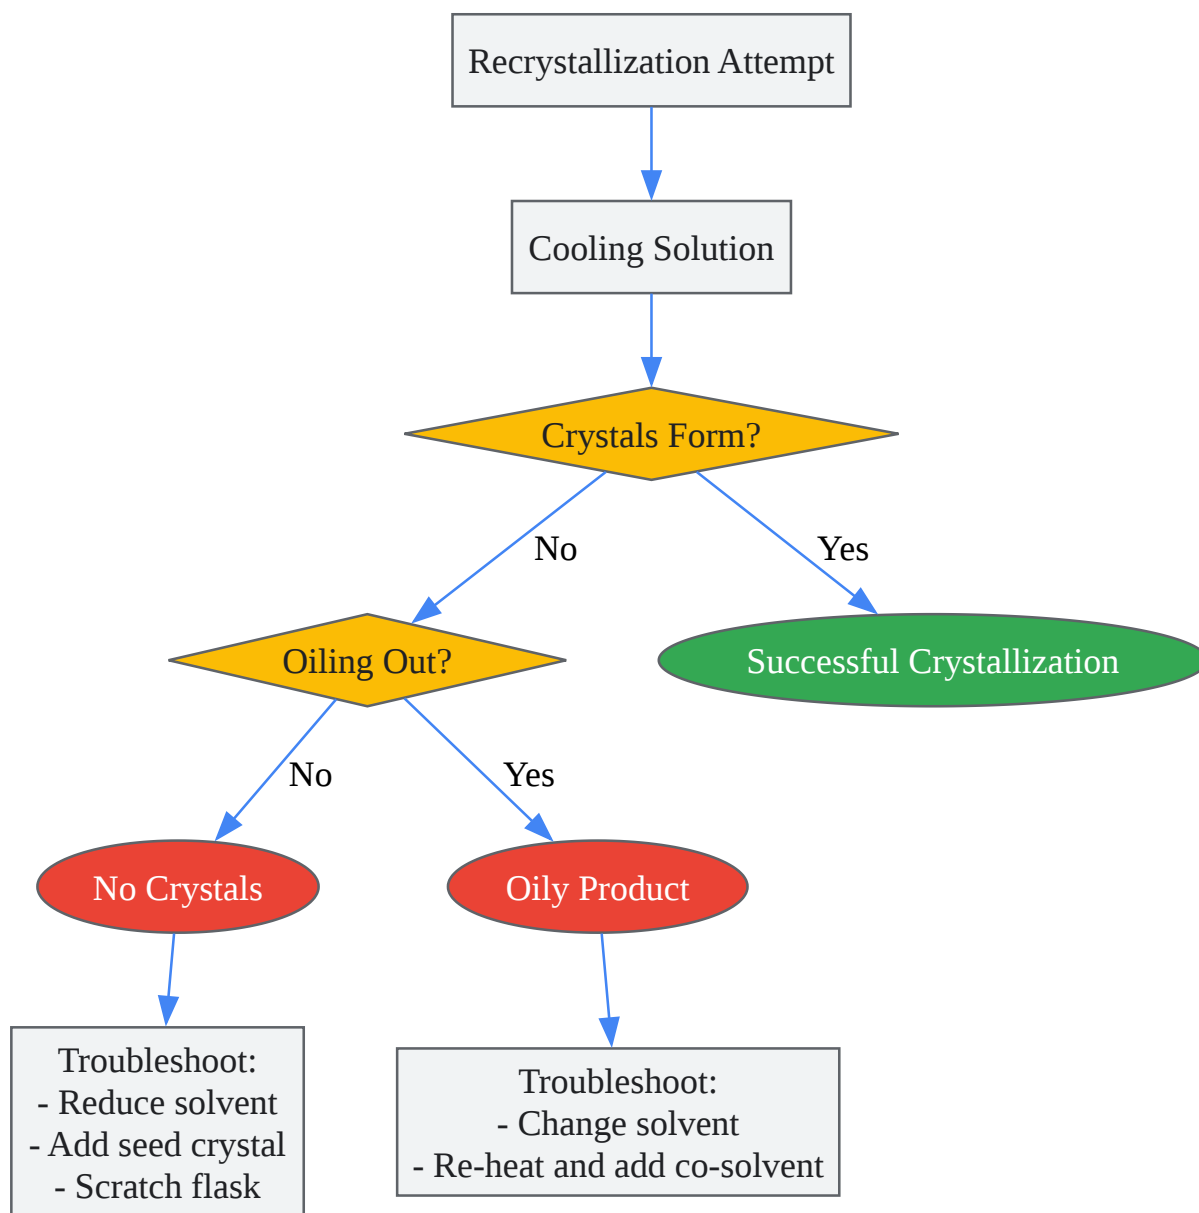 Recrystallization Attempt
Cooling Solution
Crystals Form?
No
Yes
Oiling Out?
Successful Crystallization
No
Yes
No Crystals
Oily Product
Troubleshoot:
- Reduce solvent
- Add seed crystal
- Scratch flask
Troubleshoot:
- Change solvent
- Re-heat and add co-solvent